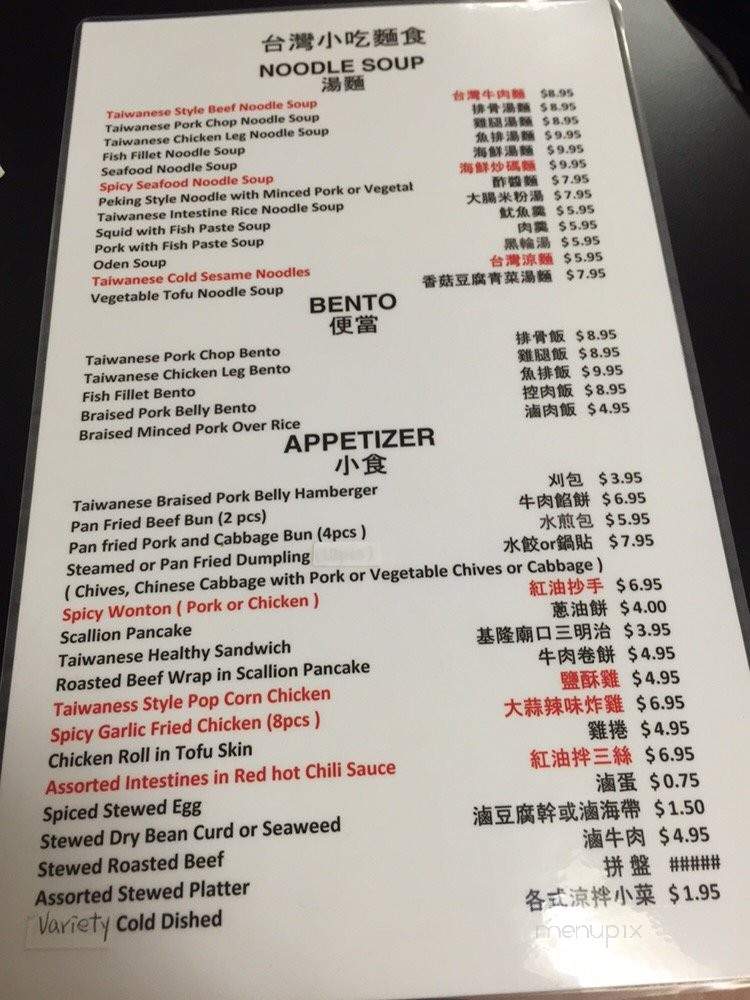 台灣小吃麵食
NOODLE SOUP
湯麵
Taiwanese Style Beef Noodle Soup 台灣牛肉麵 $8.95
Taiwanese Pork Chop Noodle Soup 排骨湯麵 $8.95
Taiwanese Chicken Leg Noodle Soup 雞腿湯麵 $8.95
Fish Fillet Noodle Soup 魚排湯麵 $9.95
Seafood Noodle Soup 海鮮湯麵 $9.95
Spicy Seafood Noodle Soup 海鮮炒碼麵 $9.95
Peking Style Noodle with Minced Pork or Vegetal 酢醬麵 $7.95
Taiwanese Intestine Rice Noodle Soup 大腸米粉湯 $7.95
Squid with Fish Paste Soup 魷魚羹 $5.95
Pork with Fish Paste Soup 肉羹 $5.95
Oden Soup 黑輪湯 $5.95
Taiwanese Cold Sesame Noodles 台灣涼麵 $5.95
Vegetable Tofu Noodle Soup 香菇豆腐青菜湯麵 $7.95
BENTO
便當
Taiwanese Pork Chop Bento 排骨飯 $8.95
Taiwanese Chicken Leg Bento 雞腿飯 $8.95
Fish Fillet Bento 魚排飯 $9.95
Braised Pork Belly Bento 控肉飯 $8.95
Braised Minced Pork Over Rice 滷肉飯 $4.95
APPETIZER
小食
Taiwanese Braised Pork Belly Hamberger 刈包 $3.95
Pan Fried Beef Bun (2 pcs) 牛肉餡餅 $6.95
Pan fried Pork and Cabbage Bun (4pcs ) 水煎包 $5.95
Steamed or Pan Fried Dumpling 水餃or鍋貼 $7.95
( Chives, Chinese Cabbage with Pork or Vegetable Chives or Cabbage )
Spicy Wonton ( Pork or Chicken ) 紅油抄手 $6.95
Scallion Pancake 蔥油餅 $4.00
Taiwanese Healthy Sandwich 基隆廟口三明治 $3.95
Roasted Beef Wrap in Scallion Pancake 牛肉卷餅 $4.95
Taiwaness Style Pop Corn Chicken 鹽酥雞 $4.95
Spicy Garlic Fried Chicken (8pcs ) 大蒜辣味炸雞 $6.95
Chicken Roll in Tofu Skin 雞捲 $4.95
Assorted Intestines in Red hot Chili Sauce 紅油拌三絲 $6.95
Spiced Stewed Egg 滷蛋 $0.75
Stewed Dry Bean Curd or Seaweed 滷豆腐幹或滷海帶 $1.50
Stewed Roasted Beef 滷牛肉 $4.95
Assorted Stewed Platter 拼盤 #####
Variety Cold Dished 各式涼拌小菜 $1.95
menupix